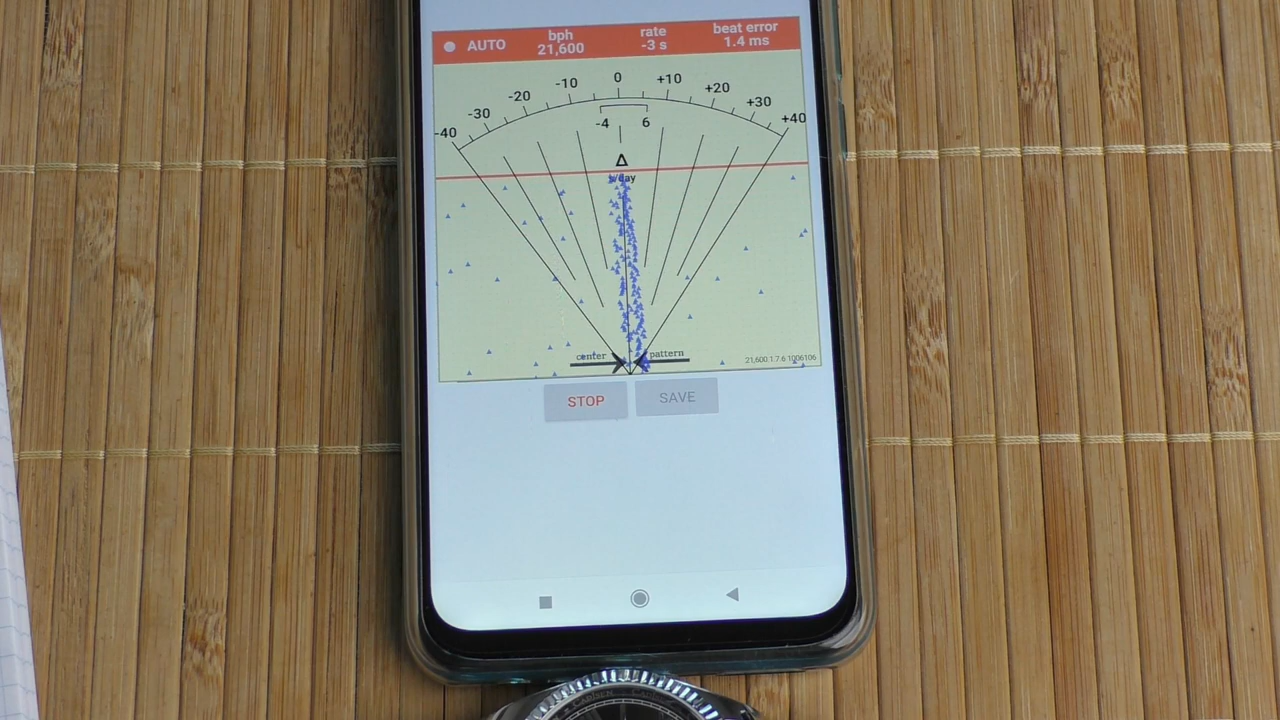 AUTO
bph
21,600
rate
-3 s
beat error
1.4 ms
-40 -30 -20 -10 0 +10 +20 +30 +40
-4 6
Δ
s/day
center
pattern
21,600:1.7.6 1006106
STOP
SAVE
CADISEN